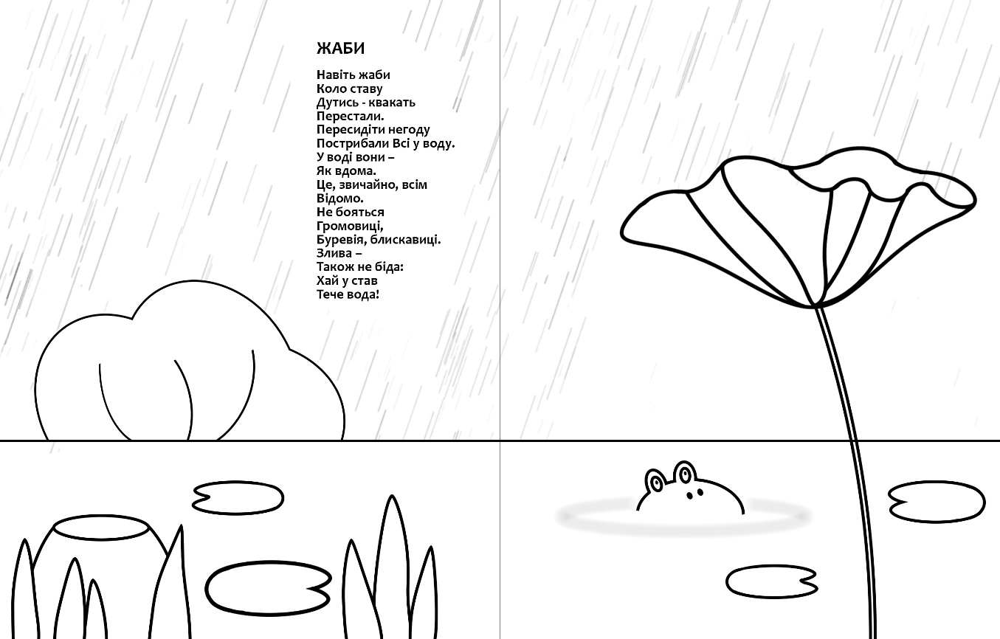 ЖАБИ
Навіть жаби
Коло ставу
Дутись - квакать
Перестали.
Пересидіти негоду
Пострибали Всі у воду.
У воді вони –
Як вдома.
Це, звичайно, всім
Відомо.
Не бояться
Громовиці,
Буревія, блискавиці.
Злива –
Також не біда:
Хай у став
Тече вода!